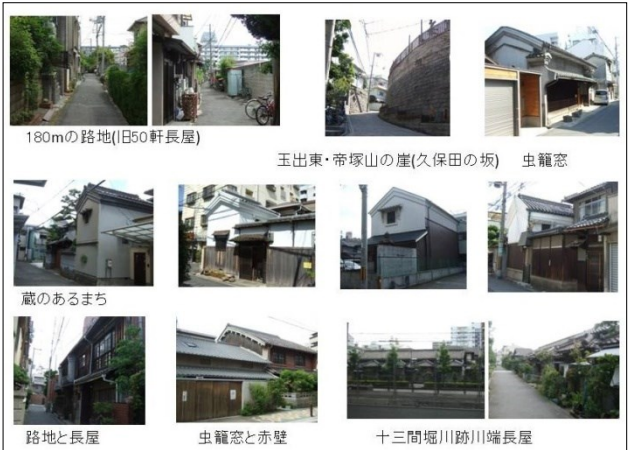 180mの路地(旧50軒長屋)
玉出東・帝塚山の崖(久保田の坂) 虫籠窓
蔵のあるまち
路地と長屋 虫籠窓と赤壁 十三間堀川跡川端長屋